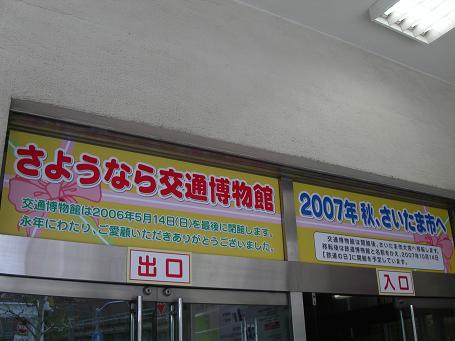 さようなら交通博物館
交通博物館は2006年5月14日(日)を最後に閉館します。
永年にわたり、ご愛顧いただきありがとうございました。
2007年 秋、さいたま市へ
交通博物館は閉館後、さいたま市大宮へ移転します。
移転後は鉄道博物館と名称をかえ、2007年10月14日
【鉄道の日】に開館を予定しています。
出口
入口